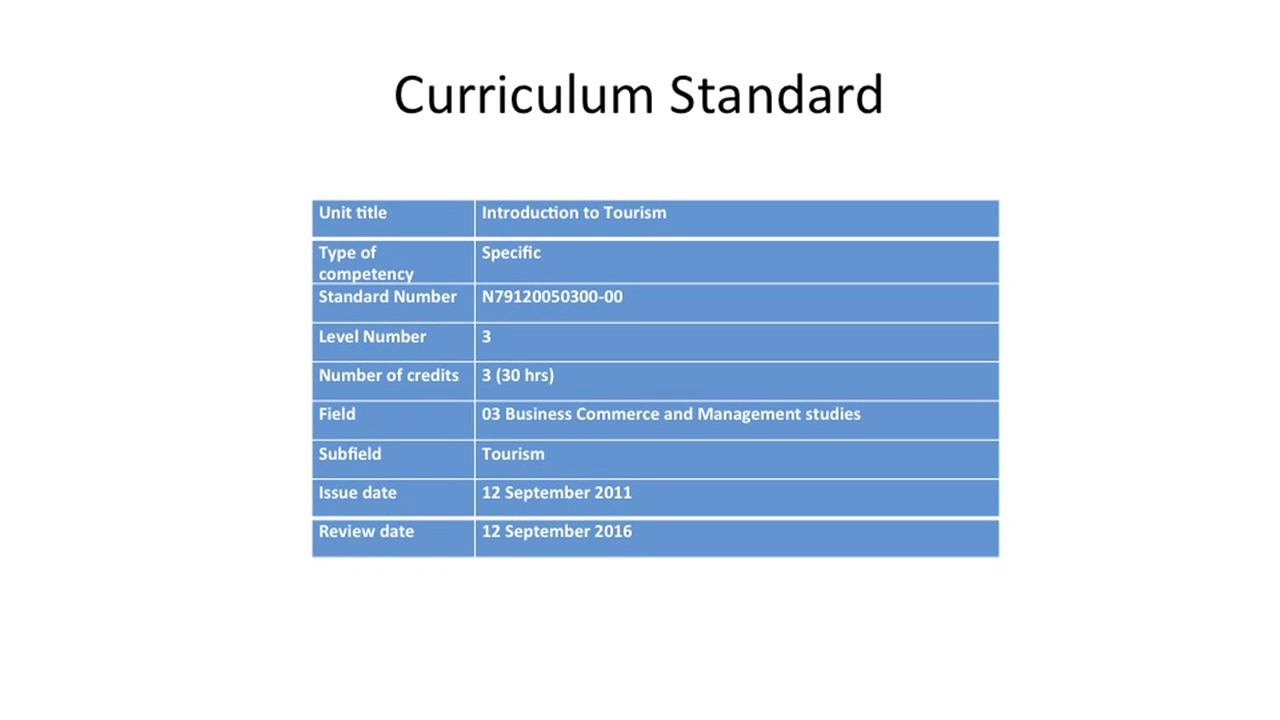 Curriculum Standard
Unit title Introduction to Tourism
Type of competency Specific
Standard Number N79120050300-00
Level Number 3
Number of credits 3 (30 hrs)
Field 03 Business Commerce and Management studies
Subfield Tourism
Issue date 12 September 2011
Review date 12 September 2016